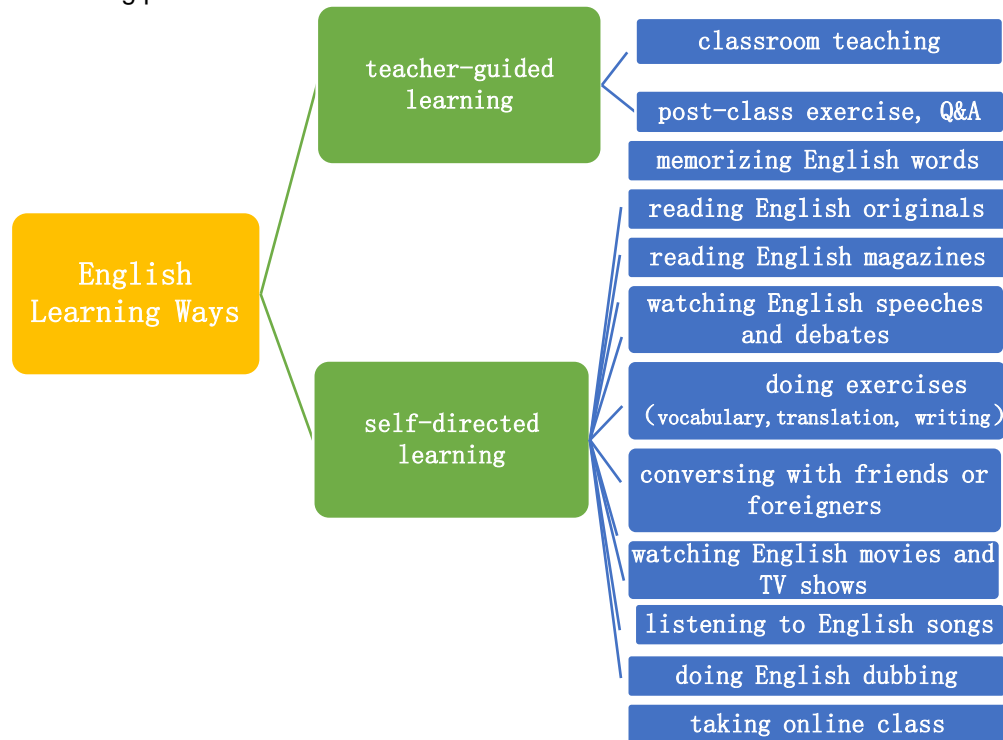 English
Learning Ways
teacher-guided
learning
classroom teaching
post-class exercise, Q&A
self-directed
learning
memorizing English words
reading English originals
reading English magazines
watching English speeches
and debates
doing exercises
(vocabulary,translation, writing)
conversing with friends or
foreigners
watching English movies and
TV shows
listening to English songs
doing English dubbing
taking online class